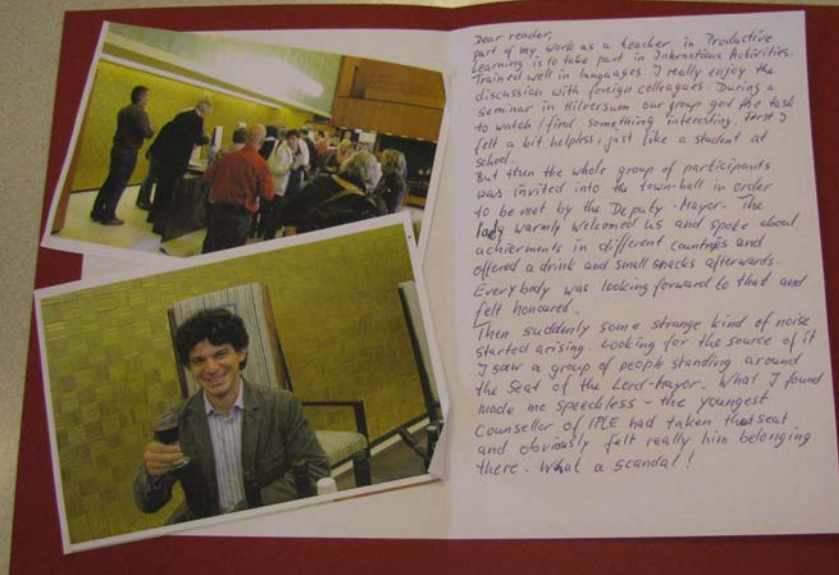 Dear reader,
part of my work as a teacher in Productive
Learning is to take part in Internationa Activities.
Trained well in languages I really enjoy the
discussion with foreign colleagues. During a
seminar in Hilversum our group god the task
to watch / find something interesting. First I
felt a bit helpless, just like a student at
school.
But then the whole group of participants
was invited into the town-hall in order
to be met by the Deputy-Mayor. The
lady warmly welcomed us and spoke about
achierments in different countries and
offered a drink and small snacks afterwards.
Everybody was looking forward to that and
felt honoured.
Then suddenly some strange kind of noise
started arising. Looking for the source of it
I saw a group of people standing around
the Seat of the Lord-Mayor. What I found
made me speechless - the youngest
Counsellor of IPLE had taken that seat
and obviously falt really him belonging
there. What a scandal!